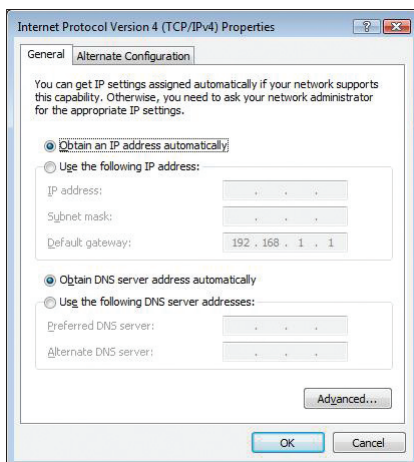 Internet Protocol Version 4 (TCP/IPv4) Properties
General
Alternate Configuration
You can get IP settings assigned automatically if your network supports
this capability. Otherwise, you need to ask your network administrator
for the appropriate IP settings.
Obtain an IP address automatically
Use the following IP address:
IP address:
Subnet mask:
Default gateway:
192 . 168 . 1 . 1
Obtain DNS server address automatically
Use the following DNS server addresses:
Preferred DNS server:
Alternate DNS server:
Advanced...
OK
Cancel